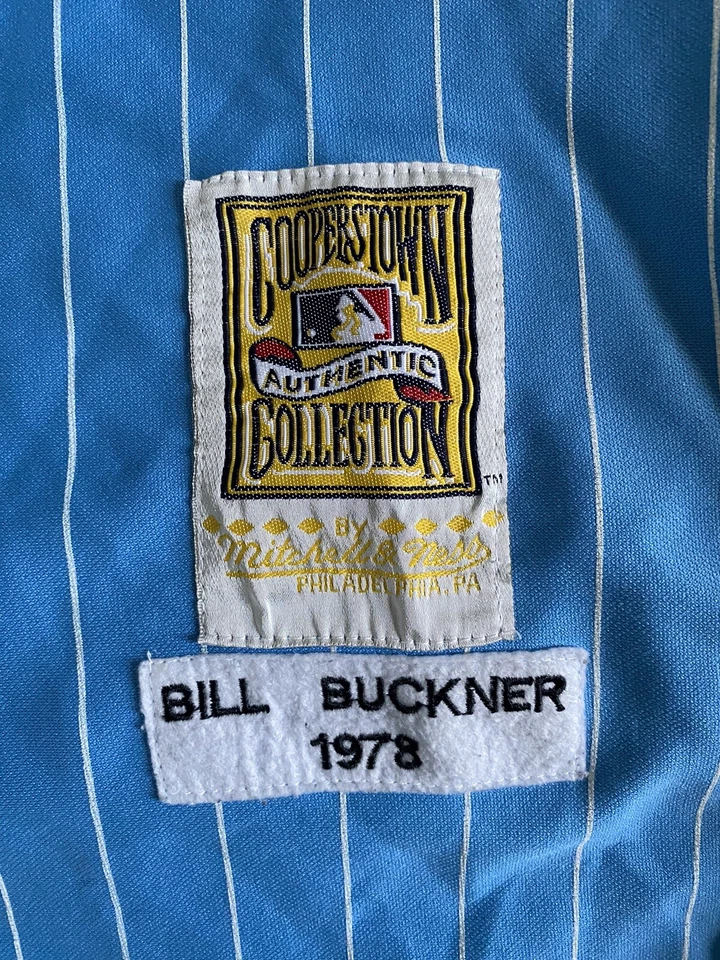 COOPERSTOWN
AUTHENTIC
COLLECTION
TM
BY
Mitchell & Ness
PHILADELPHIA, PA
BILL BUCKNER
1978